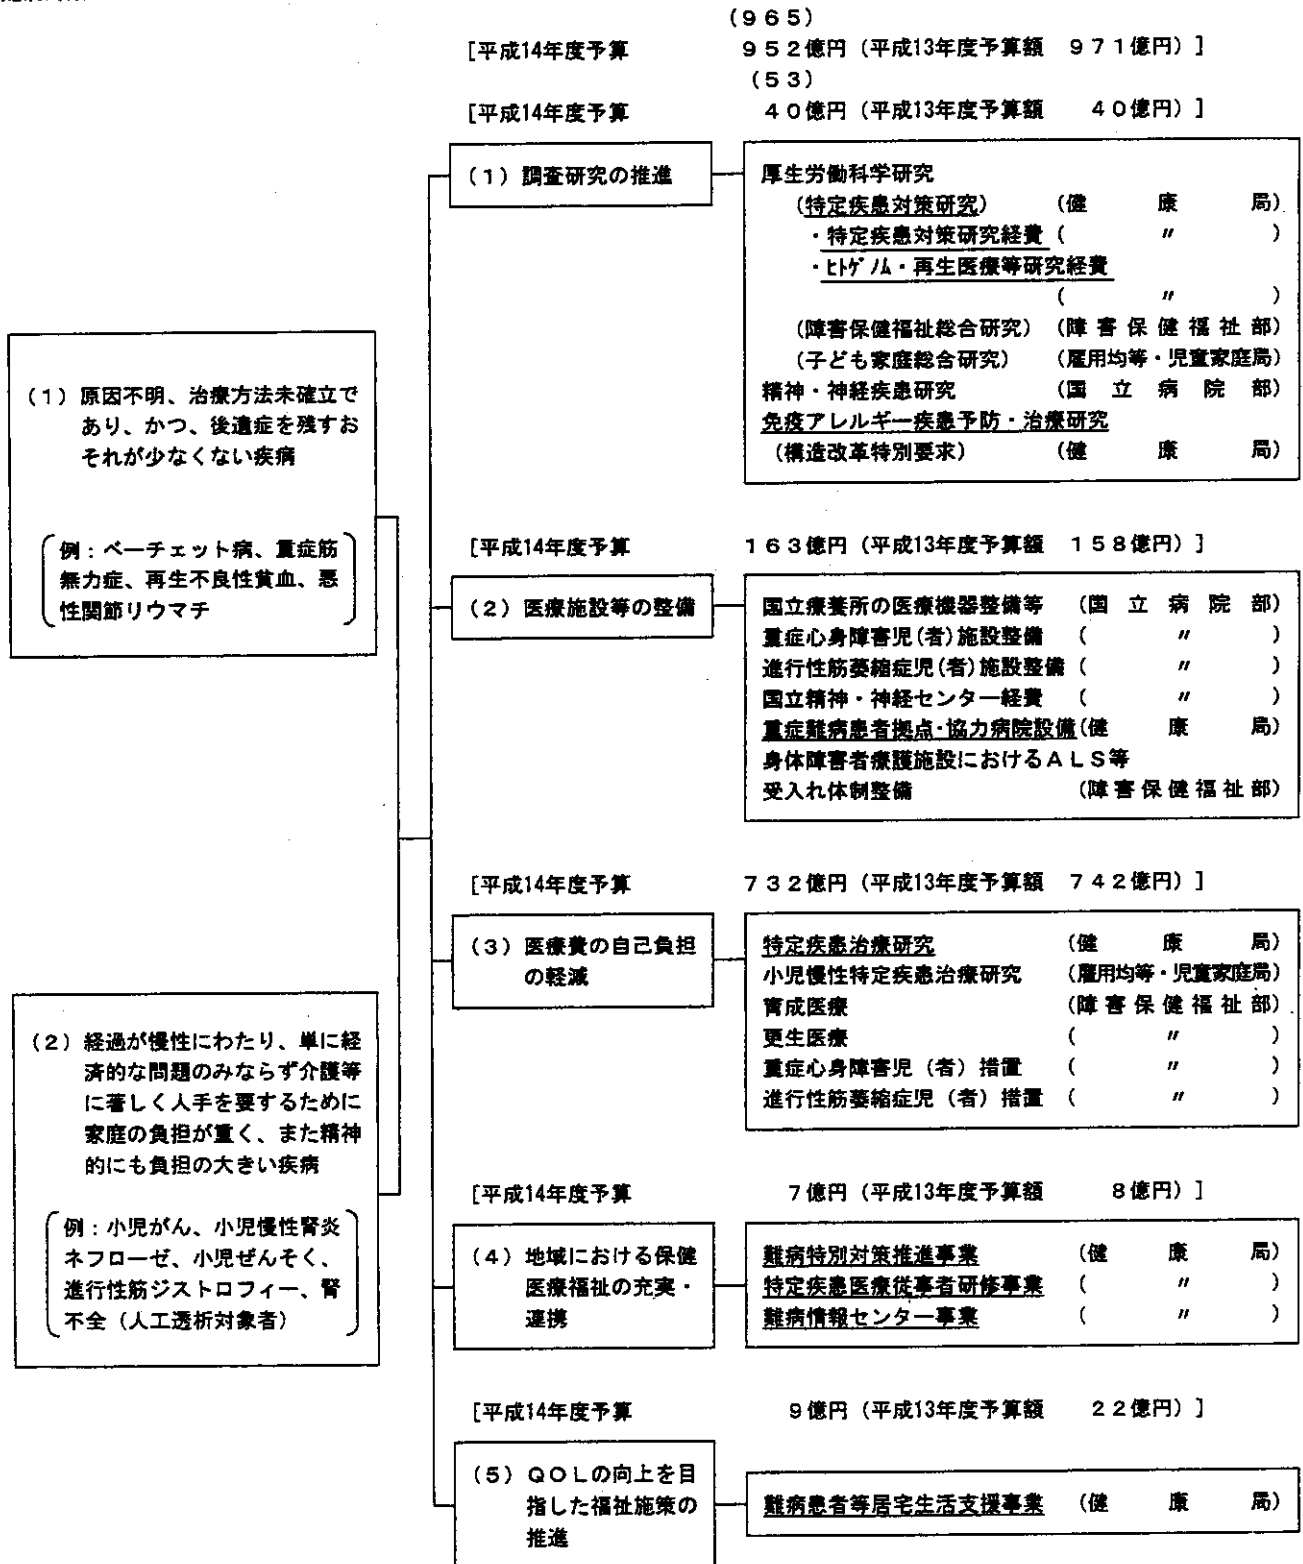 (965)
[平成14年度予算 952億円(平成13年度予算額 971億円)]
(53)
[平成14年度予算 40億円(平成13年度予算額 40億円)]
(1)調査研究の推進
厚生労働科学研究
(特定疾患対策研究) (健康局)
・特定疾患対策研究経費 ( 〃 )
・ヒトゲノム・再生医療等研究経費
( 〃 )
(障害保健福祉総合研究) (障害保健福祉部)
(子ども家庭総合研究) (雇用均等・児童家庭局)
精神・神経疾患研究 (国立病院部)
免疫アレルギー疾患予防・治療研究
(構造改革特別要求) (健康局)
(1)原因不明、治療方法未確立で
あり、かつ、後遺症を残すお
それが少なくない疾病
例:ベーチェット病、重症筋
無力症、再生不良性貧血、悪
性関節リウマチ
[平成14年度予算 163億円(平成13年度予算額 158億円)]
(2)医療施設等の整備
国立療養所の医療機器整備等 (国立病院部)
重症心身障害児(者)施設整備 ( 〃 )
進行性筋萎縮症児(者)施設整備 ( 〃 )
国立精神・神経センター経費 ( 〃 )
重症難病患者拠点・協力病院設備(健康局)
身体障害者療護施設におけるALS等
受入れ体制整備 (障害保健福祉部)
[平成14年度予算 732億円(平成13年度予算額 742億円)]
(3)医療費の自己負担
の軽減
特定疾患治療研究 (健康局)
小児慢性特定疾患治療研究 (雇用均等・児童家庭局)
育成医療 (障害保健福祉部)
更生医療 ( 〃 )
重症心身障害児(者)措置 ( 〃 )
進行性筋萎縮症児(者)措置 ( 〃 )
(2)経過が慢性にわたり、単に経
済的な問題のみならず介護等
に著しく人手を要するために
家庭の負担が重く、また精神
的にも負担の大きい疾病
例:小児がん、小児慢性腎炎
ネフローゼ、小児ぜんそく、
進行性筋ジストロフィー、腎
不全(人工透析対象者)
[平成14年度予算 7億円(平成13年度予算額 8億円)]
(4)地域における保健
医療福祉の充実・
連携
難病特別対策推進事業 (健康局)
特定疾患医療従事者研修事業 ( 〃 )
難病情報センター事業 ( 〃 )
[平成14年度予算 9億円(平成13年度予算額 22億円)]
(5)QOLの向上を目
指した福祉施策の
推進
難病患者等居宅生活支援事業 (健康局)